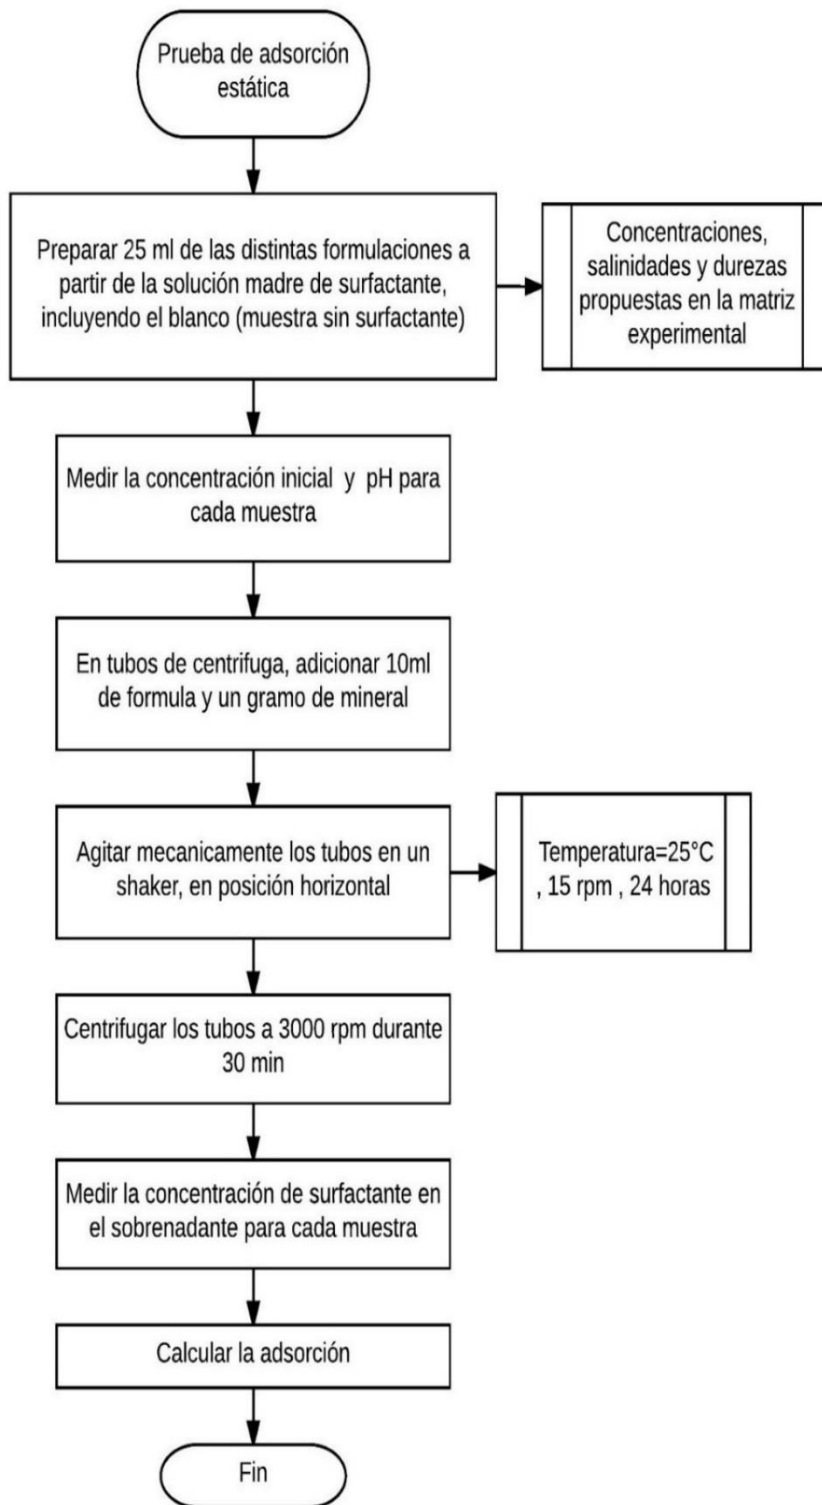 Prueba de adsorción
estática
Preparar 25 ml de las distintas formulaciones a
partir de la solución madre de surfactante,
incluyendo el blanco (muestra sin surfactante)
Concentraciones,
salinidades y durezas
propuestas en la matriz
experimental
Medir la concentración inicial y pH para
cada muestra
En tubos de centrifuga, adicionar 10ml
de formula y un gramo de mineral
Agitar mecanicamente los tubos en un
shaker, en posición horizontal
Temperatura=25°C
, 15 rpm , 24 horas
Centrifugar los tubos a 3000 rpm durante
30 min
Medir la concentración de surfactante en
el sobrenadante para cada muestra
Calcular la adsorción
Fin